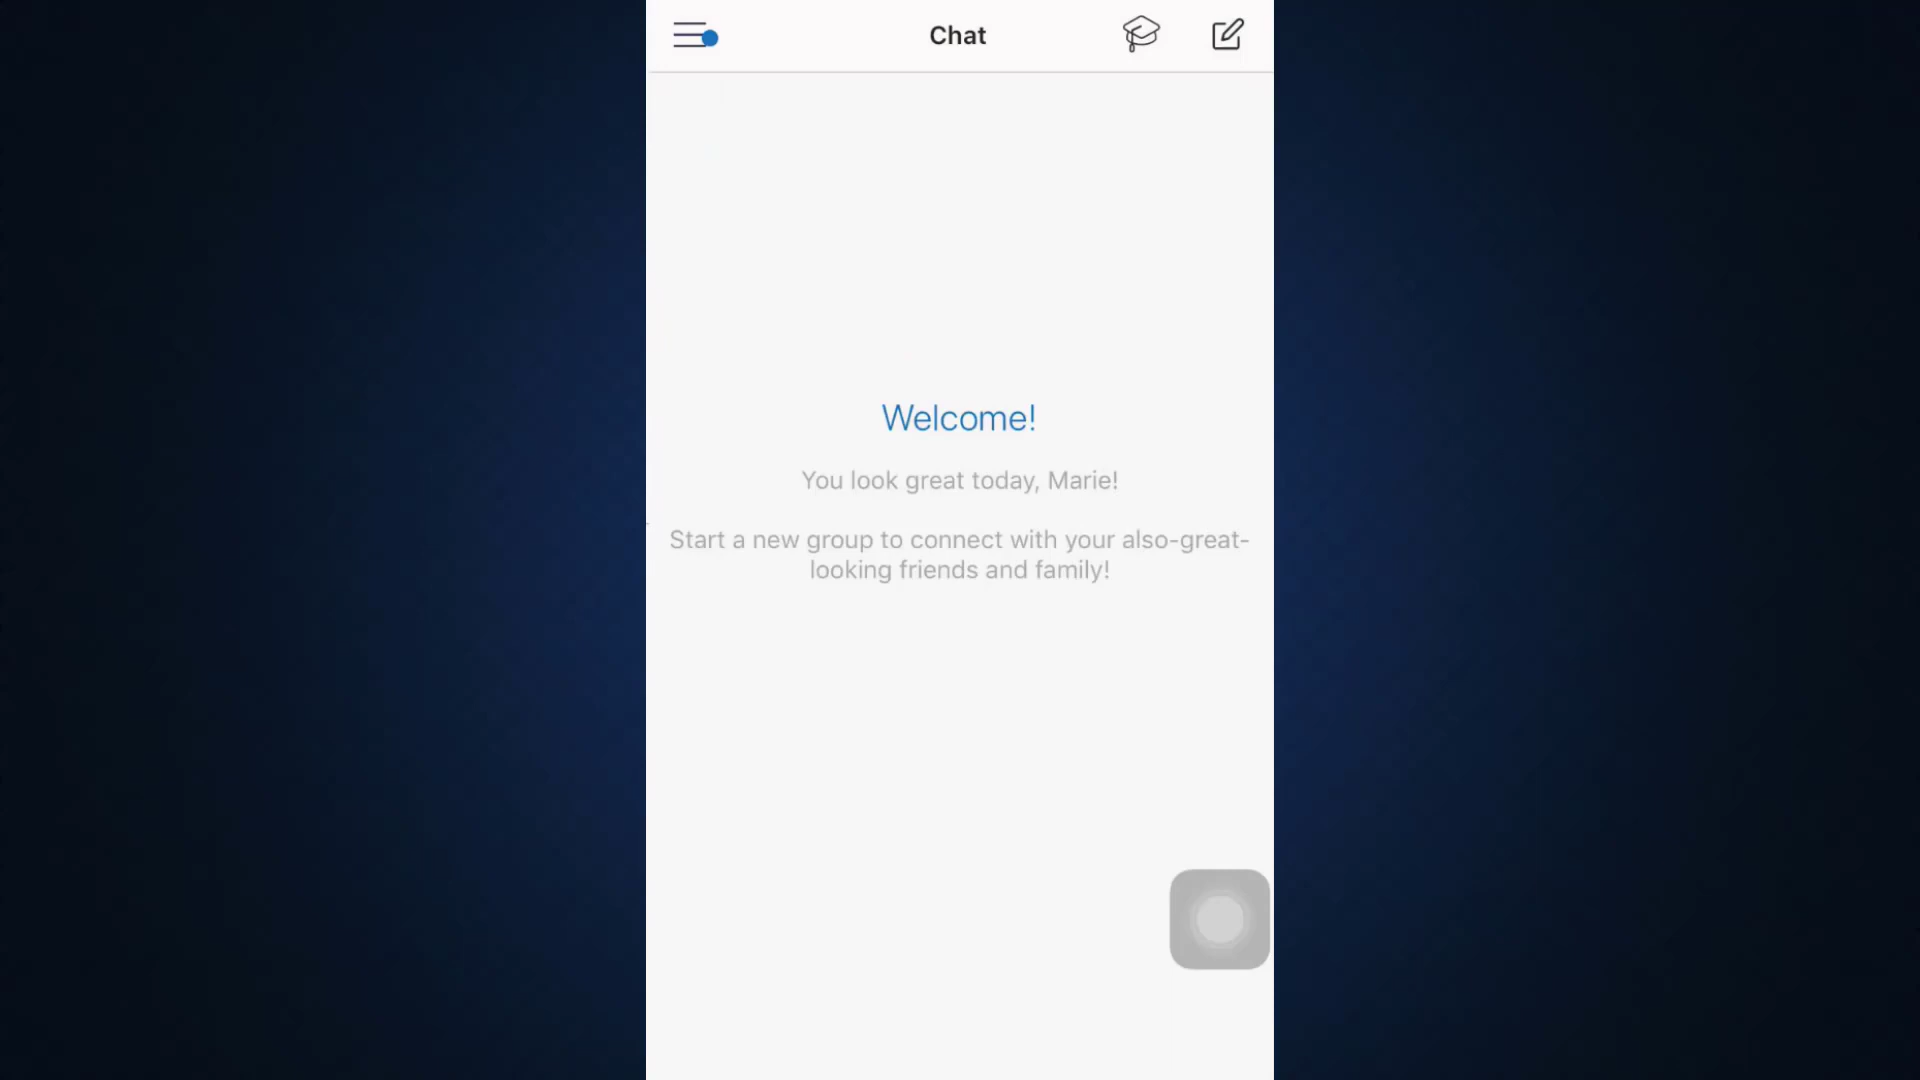 Chat
Welcome!
You look great today, Marie!
Start a new group to connect with your also-great-
looking friends and family!